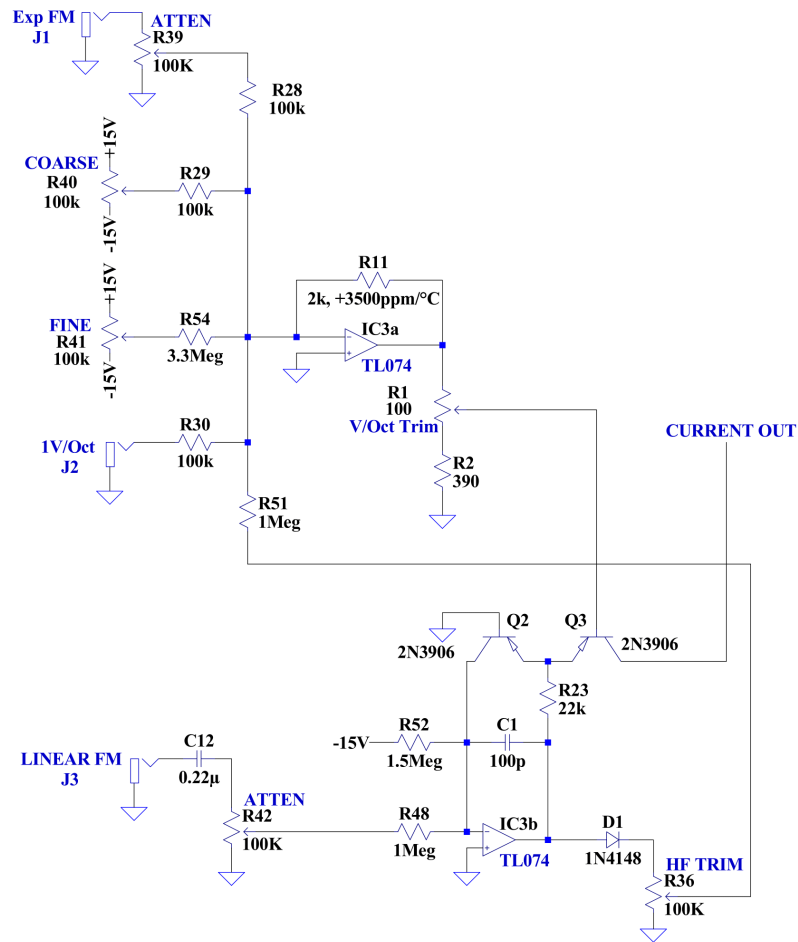 Exp FM
J1
ATTEN
R39
100K
R28
100k
+15V
COARSE
R40
100k
-15V
R29
100k
R11
2k, +3500ppm/°C
+15V
FINE
R41
100k
-15V
R54
3.3Meg
IC3a
TL074
R1
100
V/Oct Trim
1V/Oct
J2
R30
100k
CURRENT OUT
R2
390
R51
1Meg
Q2
2N3906
Q3
2N3906
R23
22k
-15V
R52
1.5Meg
C1
100p
LINEAR FM
J3
C12
0.22µ
ATTEN
R42
100K
R48
1Meg
IC3b
TL074
D1
1N4148
HF TRIM
R36
100K